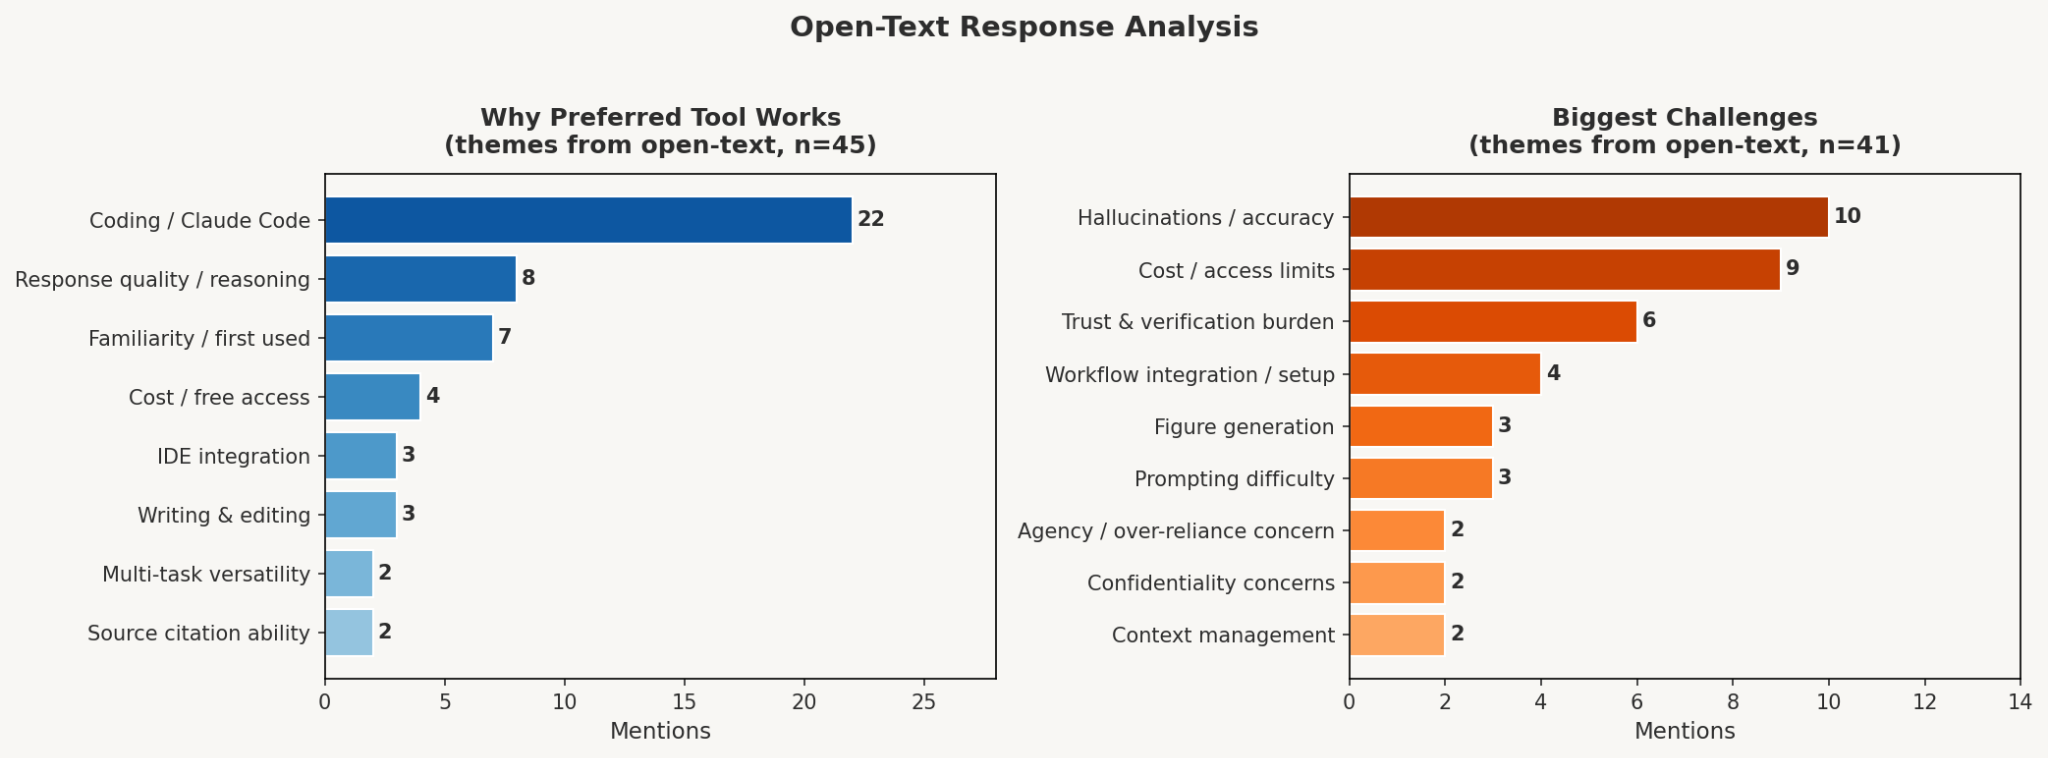 Open-Text Response Analysis
Why Preferred Tool Works
(themes from open-text, n=45)
Coding / Claude Code 22
Response quality / reasoning 8
Familiarity / first used 7
Cost / free access 4
IDE integration 3
Writing & editing 3
Multi-task versatility 2
Source citation ability 2
0 5 10 15 20 25
Mentions
Biggest Challenges
(themes from open-text, n=41)
Hallucinations / accuracy 10
Cost / access limits 9
Trust & verification burden 6
Workflow integration / setup 4
Figure generation 3
Prompting difficulty 3
Agency / over-reliance concern 2
Confidentiality concerns 2
Context management 2
0 2 4 6 8 10 12 14
Mentions